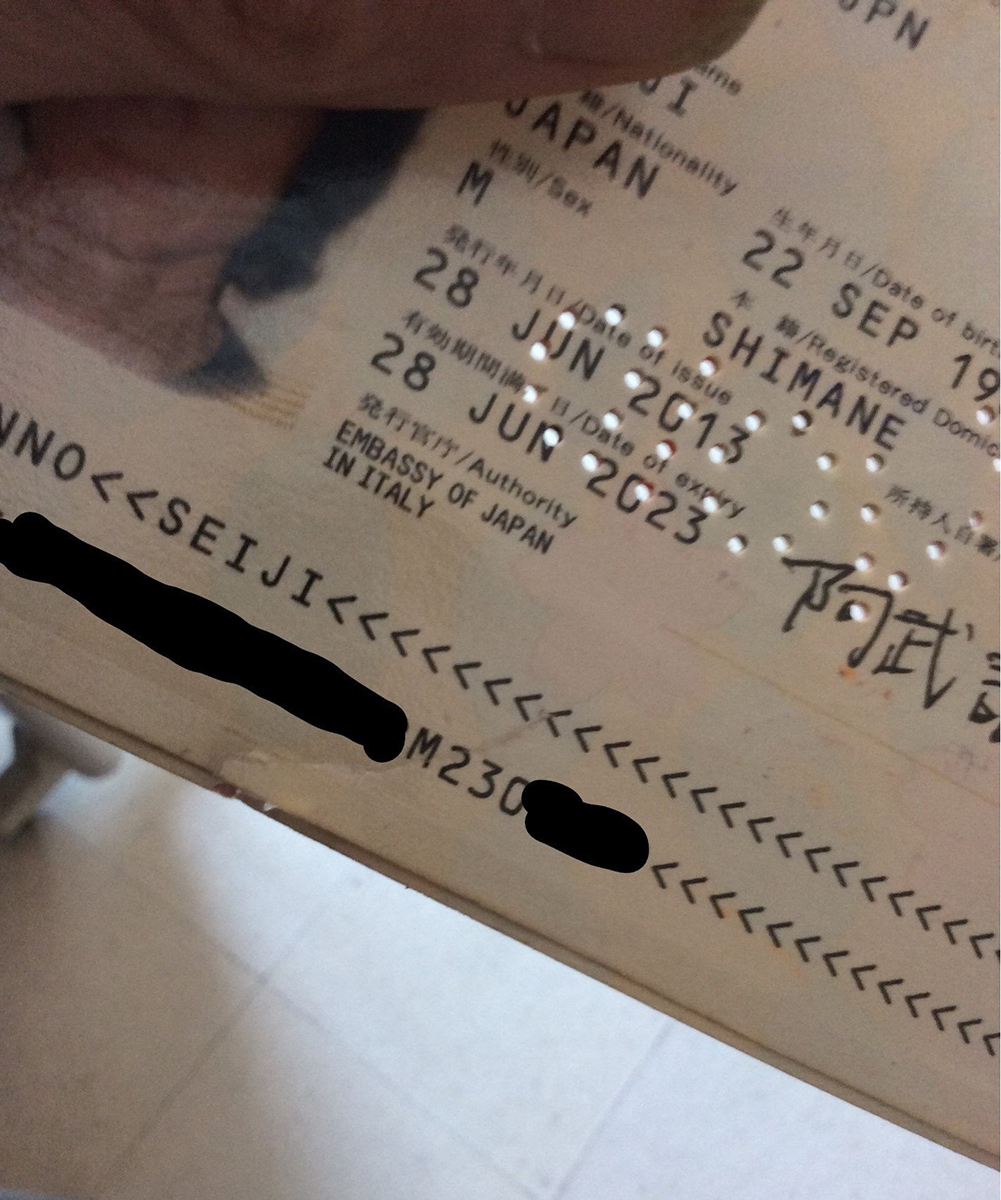 JPN
JI
籍/Nationality
JAPAN
性別/Sex
M
生年月日/Date of birth
22 SEP 19
本 籍/Registered Domic
SHIMANE
発行年月日/Date of issue
28 JUN 2013
有効期間満了日/Date of expiry
28 JUN 2023
所持人自署/
発行官庁/Authority
EMBASSY OF JAPAN
IN ITALY
阿武
NNO<<SEIJI<<<<<<<<<<<<<<<<<<<<<<<<
M230
<<<<<<<<<<<<<